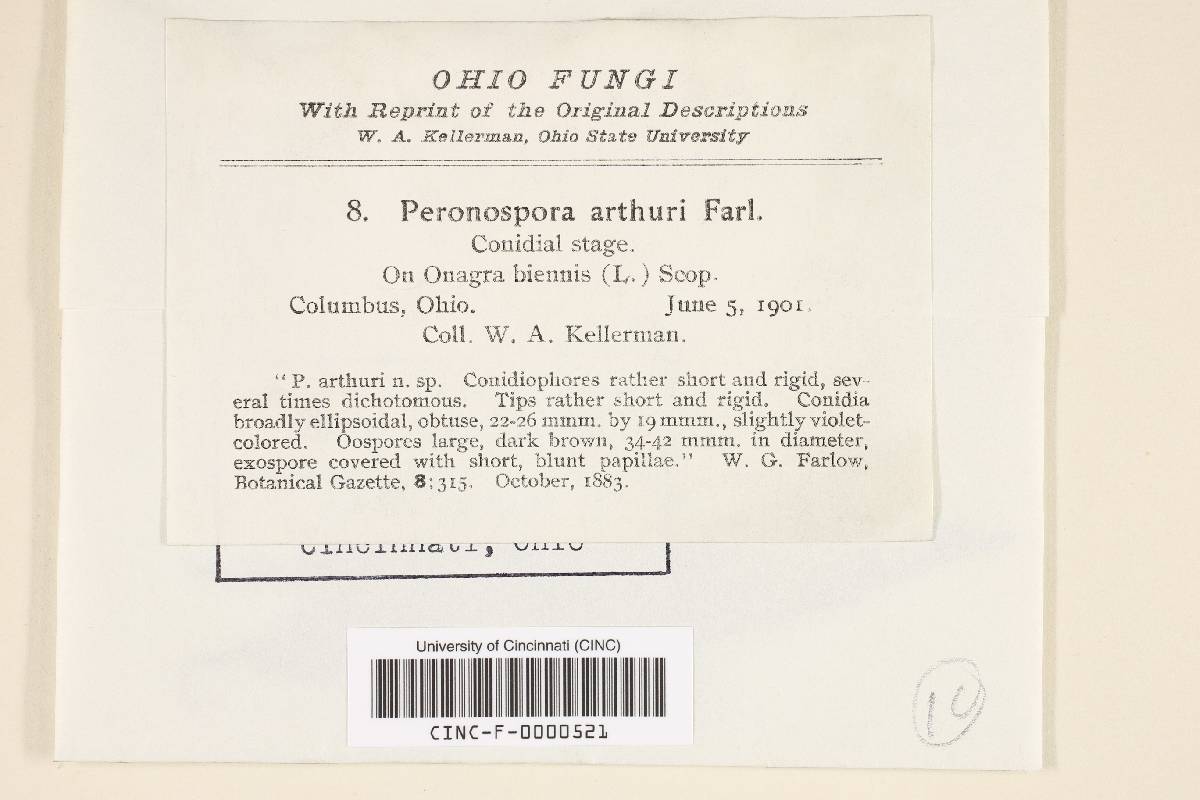 OHIO FUNGI
With Reprint of the Original Descriptions
W. A. Kellerman, Ohio State University
8. Peronospora arthuri Farl.
Conidial stage.
On Onagra biennis (L.) Scop.
Columbus, Ohio. June 5, 1901.
Coll. W. A. Kellerman.
"P. arthuri n. sp. Conidiophores rather short and rigid, sev-
eral times dichotomous. Tips rather short and rigid. Conidia
broadly ellipsoidal, obtuse, 22-26 mmm. by 19 mmm., slightly violet-
colored. Oospores large, dark brown, 34-42 mmm. in diameter,
exospore covered with short, blunt papillae." W. G. Farlow,
Botanical Gazette, 8:315. October, 1883.
Cincinnati, Ohio
University of Cincinnati (CINC)
CINC-F-0000521